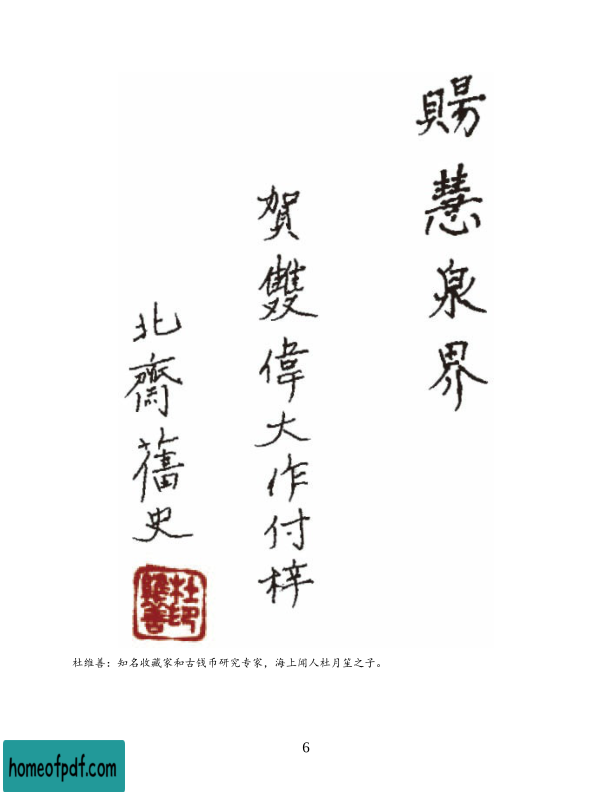 賜慧泉界
賀雙偉大作付梓
北齋舊史
杜印維善
杜维善：知名收藏家和古钱币研究专家，海上闻人杜月笙之子。
6
homeofpdf.com